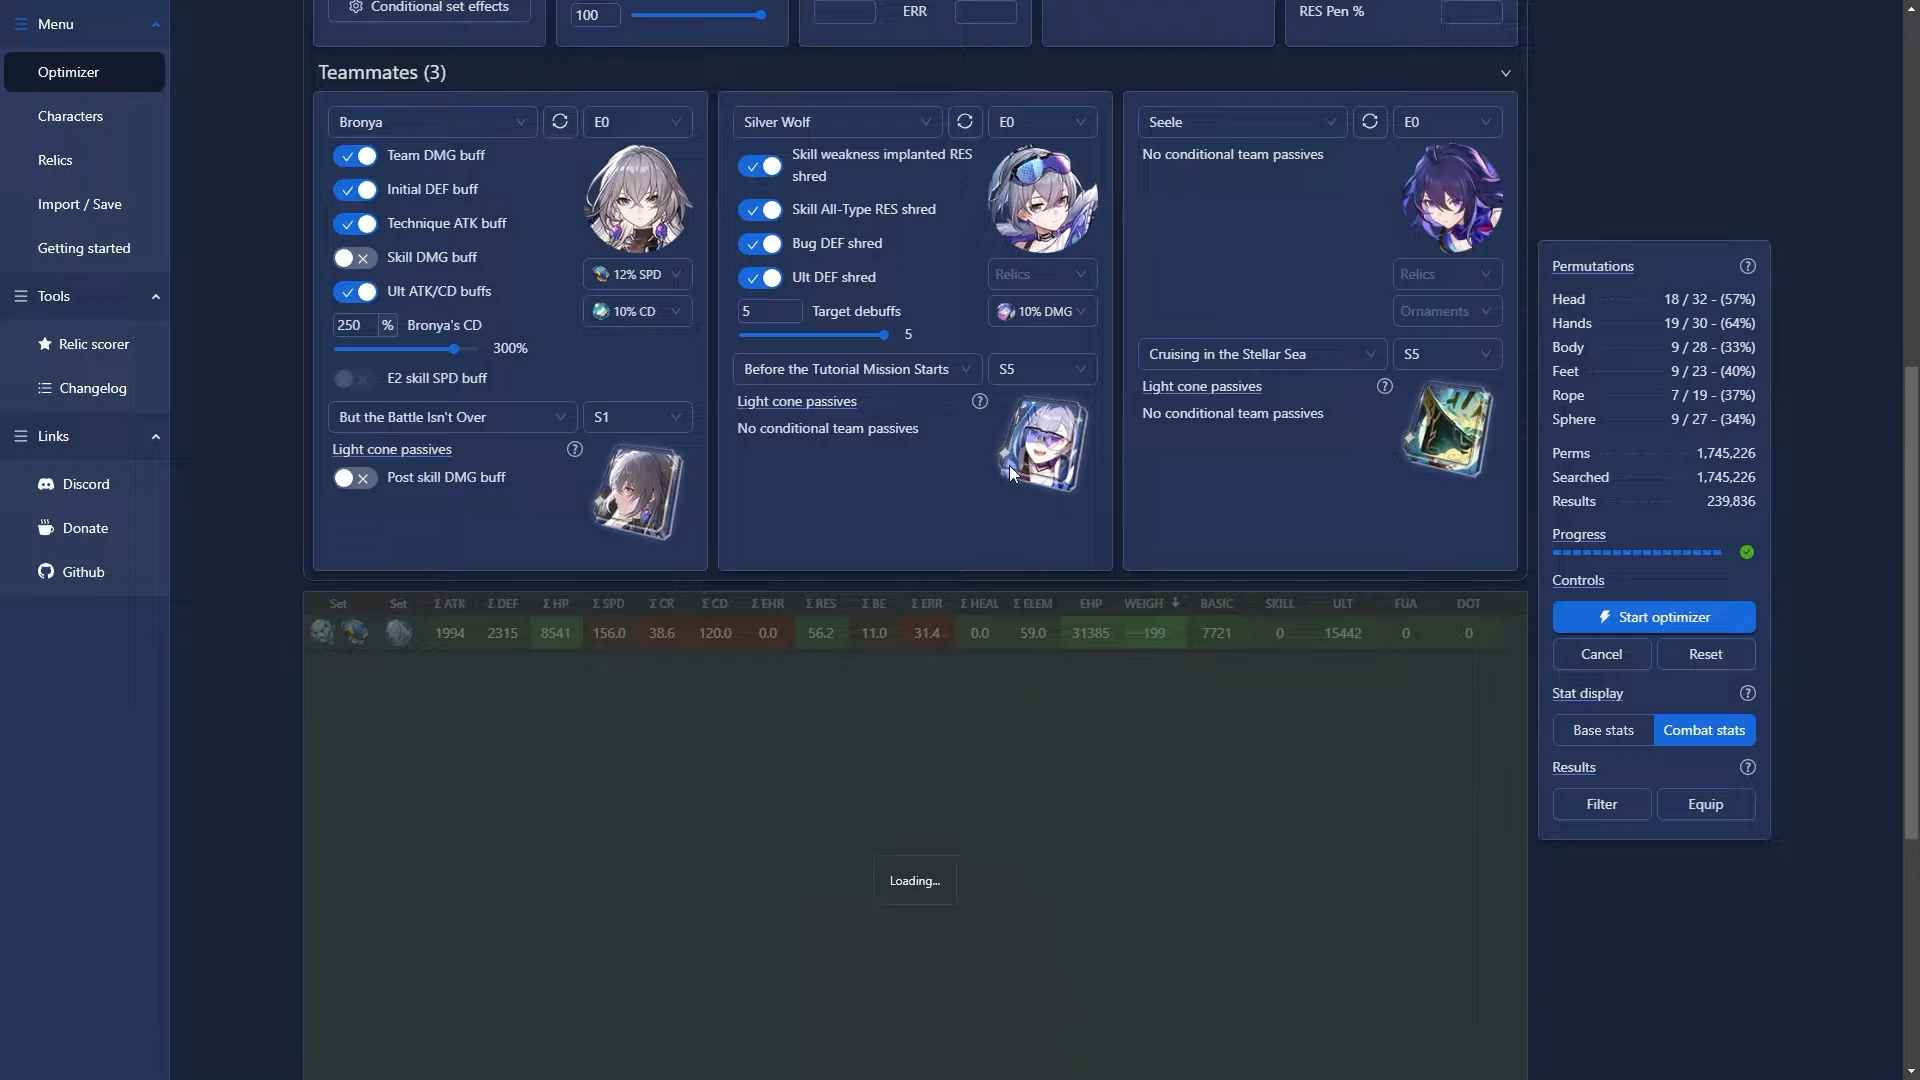 Menu
Optimizer
Characters
Relics
Import / Save
Getting started
Tools
Relic scorer
Changelog
Links
Discord
Donate
Github
Conditional set effects
100
ERR
RES Pen %
Teammates (3)
Bronya
E0
Team DMG buff
Initial DEF buff
Technique ATK buff
Skill DMG buff
12% SPD
Ult ATK/CD buffs
10% CD
250 % Bronya's CD
300%
E2 skill SPD buff
But the Battle Isn't Over
S1
Light cone passives
Post skill DMG buff
Silver Wolf
E0
Skill weakness implanted RES
shred
Skill All-Type RES shred
Bug DEF shred
Ult DEF shred
Relics
5 Target debuffs
10% DMG
5
Before the Tutorial Mission Starts
S5
Light cone passives
No conditional team passives
Seele
E0
No conditional team passives
Relics
Ornaments
Cruising in the Stellar Sea
S5
Light cone passives
No conditional team passives
Set Set Σ ATK Σ DEF Σ HP Σ SPD Σ CR Σ CD Σ EHR Σ RES Σ BE Σ ERR Σ HEAL Σ ELEM EHP WEIGH BASIC SKILL ULT FUA DOT
1994 2315 8541 156.0 38.6 120.0 0.0 56.2 11.0 31.4 0.0 59.0 31385 199 7721 0 15442 0 0
Loading...
Permutations
Head 18 / 32 - (57%)
Hands 19 / 30 - (64%)
Body 9 / 28 - (33%)
Feet 9 / 23 - (40%)
Rope 7 / 19 - (37%)
Sphere 9 / 27 - (34%)
Perms 1,745,226
Searched 1,745,226
Results 239,836
Progress
Controls
Start optimizer
Cancel Reset
Stat display
Base stats Combat stats
Results
Filter Equip